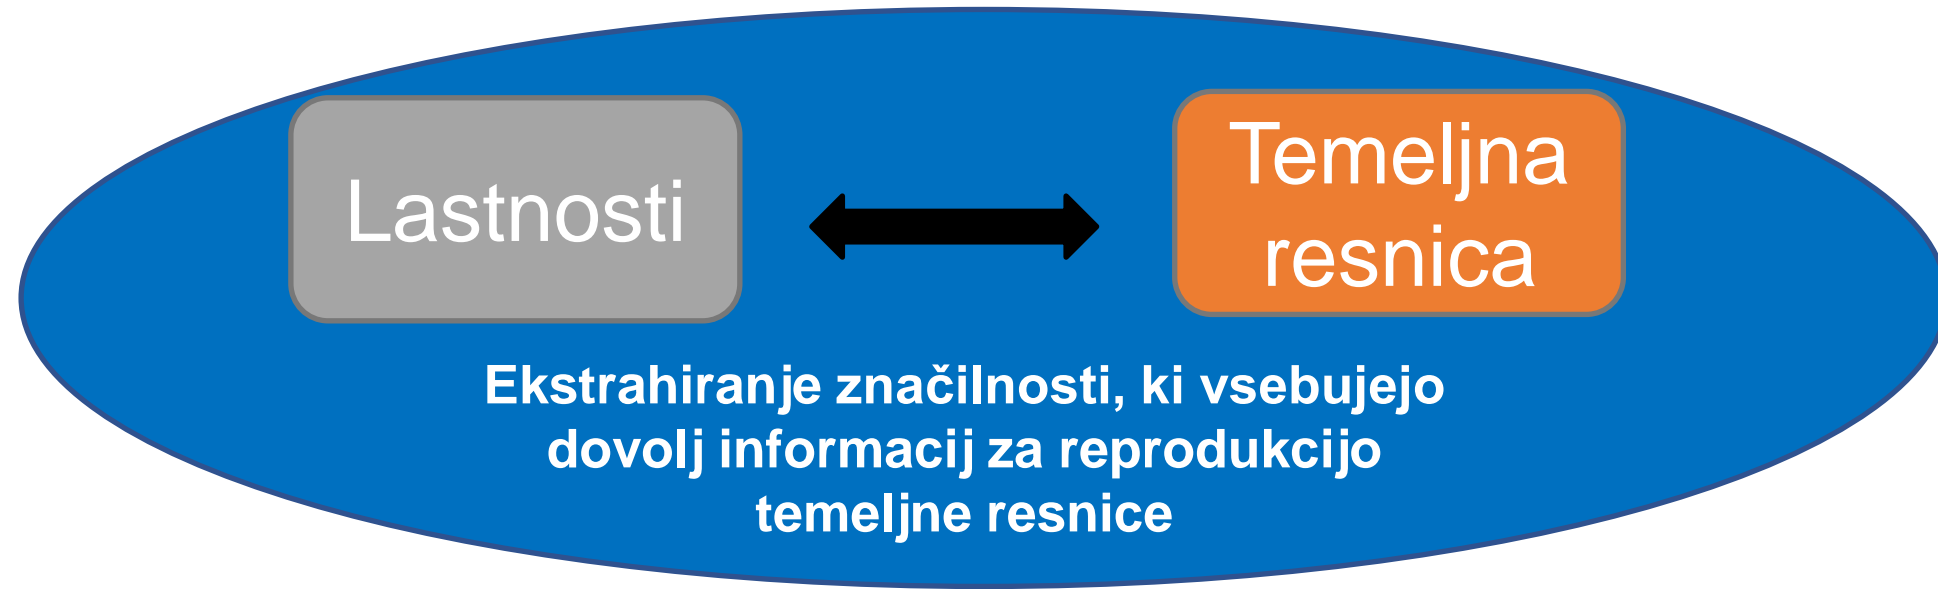 Lastnosti
Temeljna
resnica
Ekstrahiranje značilnosti, ki vsebujejo
dovolj informacij za reprodukcijo
temeljne resnice